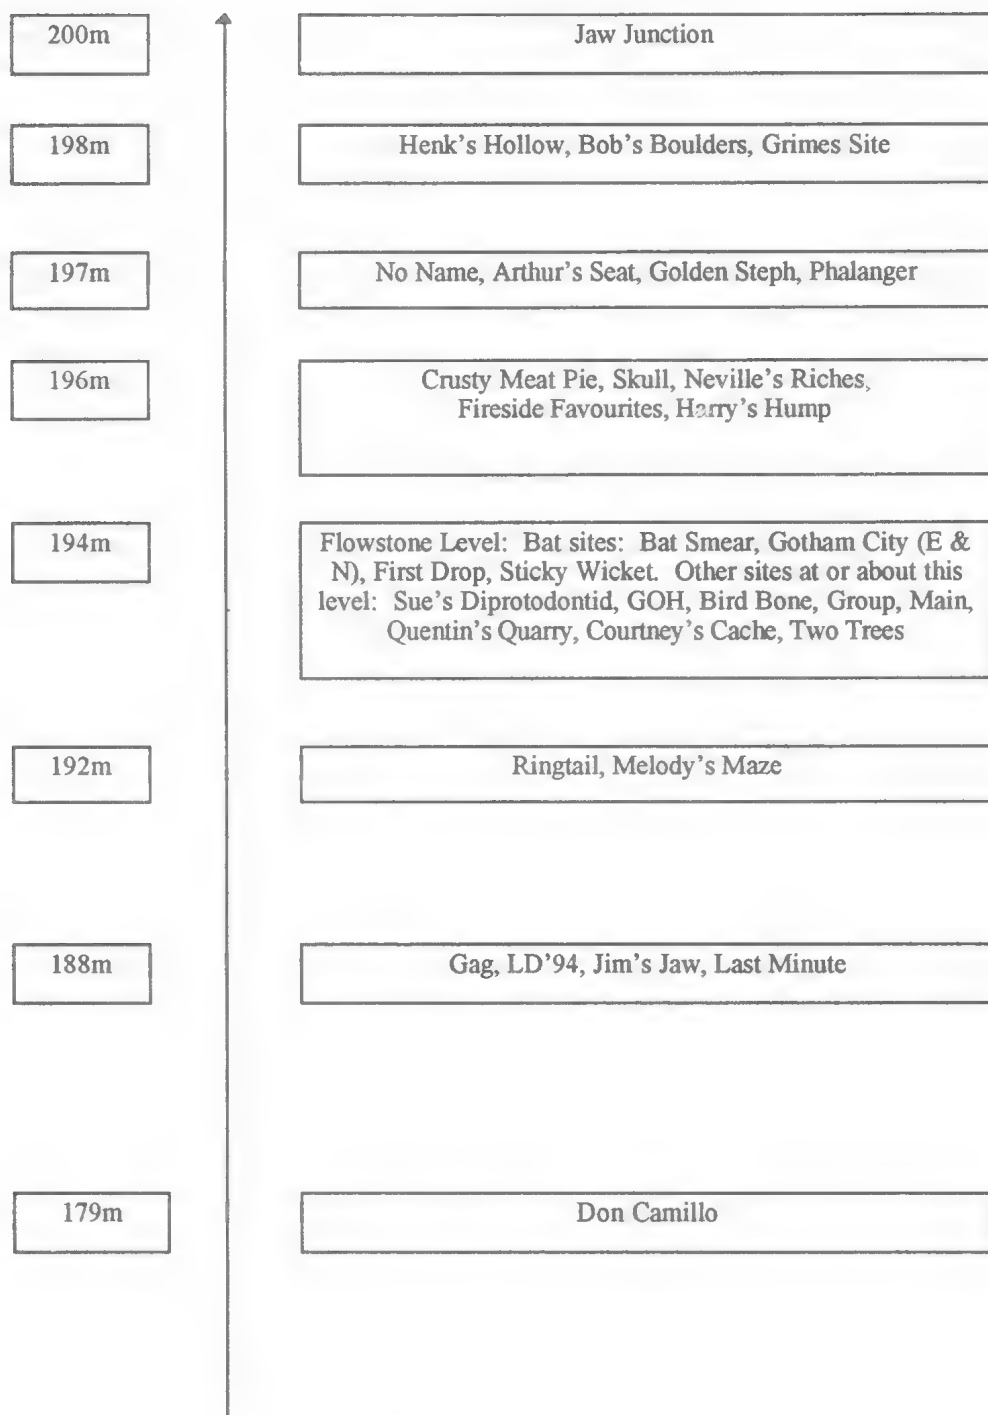 200m
Jaw Junction
198m
Henk's Hollow, Bob's Boulders, Grimes Site
197m
No Name, Arthur's Seat, Golden Steph, Phalanger
196m
Crusty Meat Pie, Skull, Neville's Riches,
Fireside Favourites, Harry's Hump
194m
Flowstone Level: Bat sites: Bat Smear, Gotham City (E &
N), First Drop, Sticky Wicket. Other sites at or about this
level: Sue's Diprotodontid, GOH, Bird Bone, Group, Main,
Quentin's Quarry, Courtney's Cache, Two Trees
192m
Ringtail, Melody's Maze
188m
Gag, LD'94, Jim's Jaw, Last Minute
179m
Don Camillo